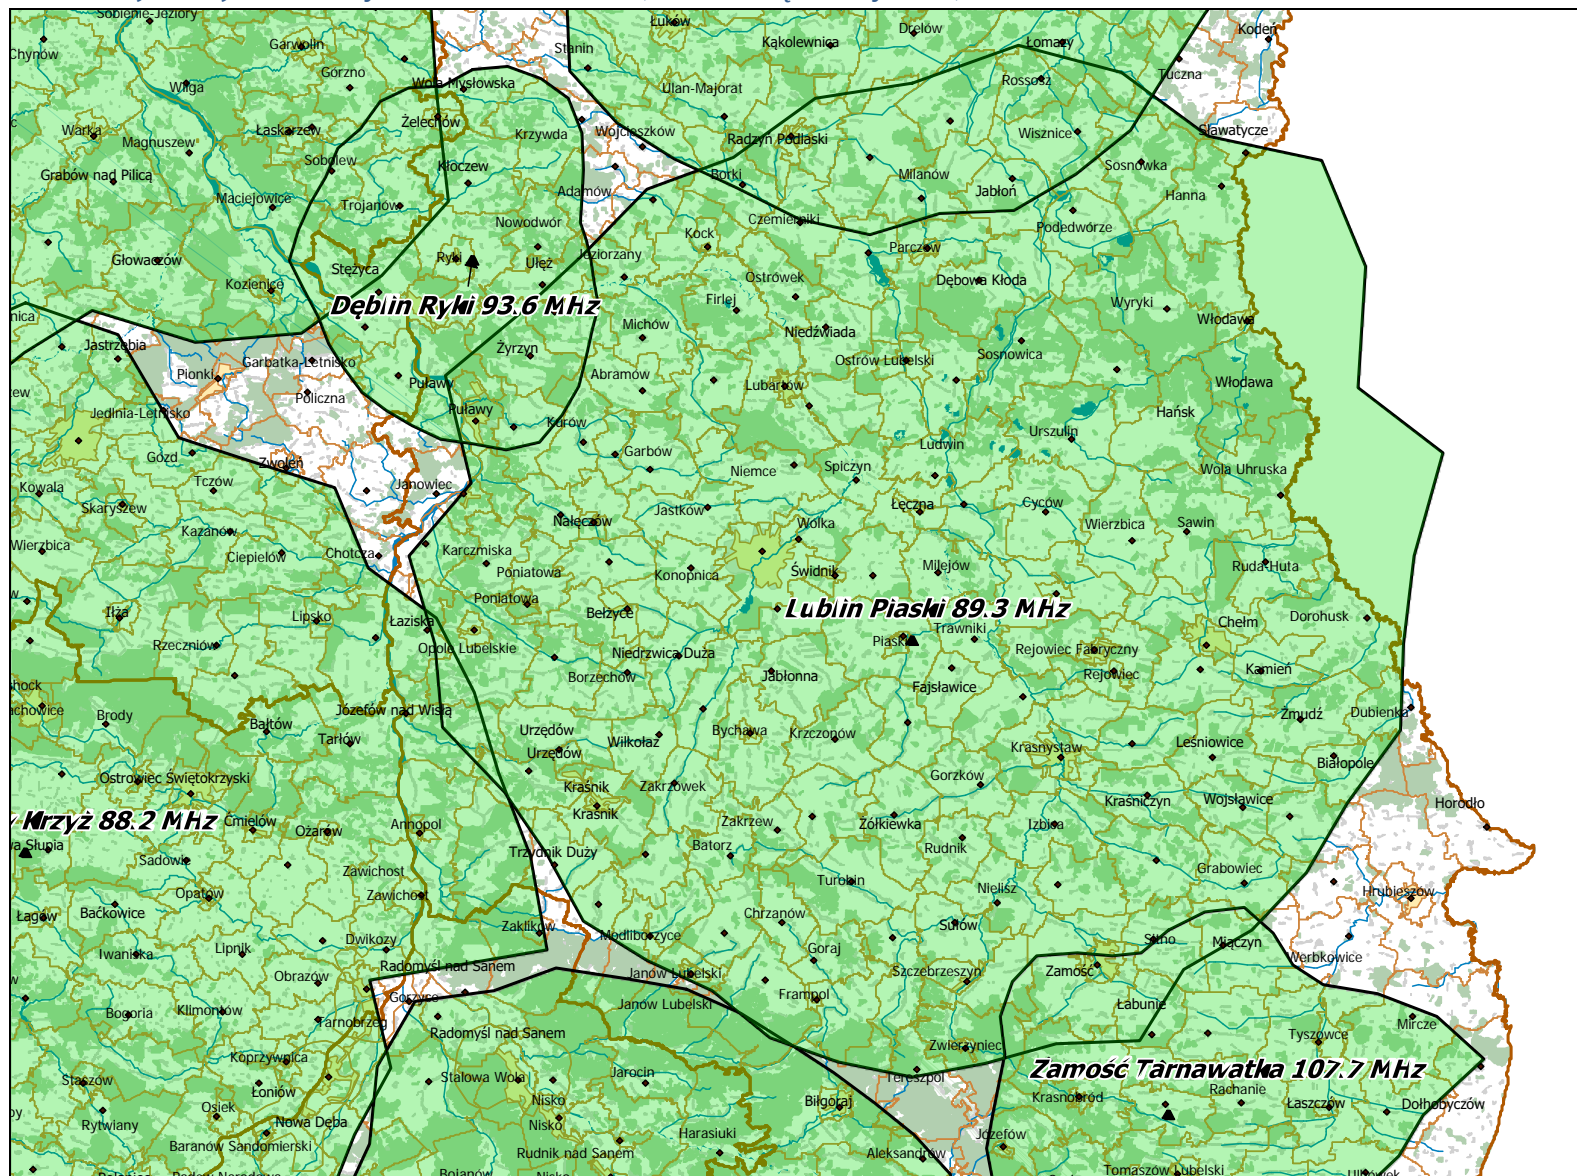 Sobienie-Jeziory
Łuków
Drelów
Kodeń
Garwolin
Kąkolewnica
Łomazy
Chynów
Stanin
Górzno
Tuczna
Wilga
Wola Mysłowska
Ulan-Majorat
Rossosz
Warka
Łaskarzew
Żelechów
Krzywda
Wojcieszków
Radzyń Podlaski
Wisznice
Sławatycze
Magnuszew
Sobolew
Kłoczew
Borki
Milanów
Sosnówka
Grabów nad Pilicą
Maciejowice
Trojanów
Adamów
Jabłoń
Hanna
Nowodwór
Czemierniki
Podedwórze
Kock
Parczew
Głowaczów
Stężyca
Ryki
Ułęż
Jeziorzany
Ostrówek
Dębowa Kłoda
Kozienice
Firlej
Wyryki
Dęblin Ryki 93.6 MHz
Michów
Niedźwiada
Włodawa
Jastrzębia
Garbatka-Letnisko
Żyrzyn
Ostrów Lubelski
Sosnowica
Pionki
Abramów
Lubartów
Włodawa
Policzna
Puławy
Puławy
Jedlnia-Letnisko
Kurów
Hańsk
Urszulin
Gózd
Zwoleń
Garbów
Ludwin
Niemce
Spiczyn
Wola Uhruska
Kowala
Tczów
Janowiec
Skaryszew
Jastków
Łęczna
Cyców
Nałęczów
Wólka
Wierzbica
Sawin
Kazanów
Wierzbica
Ciepielów
Chotcza
Karczmiska
Poniatowa
Konopnica
Świdnik
Milejów
Ruda-Huta
Iłża
Lipsko
Poniatowa
Bełżyce
Lublin Piaski 89.3 MHz
Dorohusk
Łaziska
Chełm
Piaski
Trawniki
Rzeczniów
Opole Lubelskie
Niedrzwica Duża
Rejowiec Fabryczny
Borzechów
Jabłonna
Rejowiec
Kamień
Fajsławice
Brody
Bałtów
Józefów nad Wisłą
Żmudź
Dubienka
Tarłów
Urzędów
Urzędów
Wilkołaz
Bychawa
Krzczonów
Krasnystaw
Leśniowice
Białopole
Ostrowiec Świętokrzyski
Kraśnik
Zakrzówek
Gorzków
Kraśniczyn
Wojsławice
Horodło
Kraśnik
Krzyż 88.2 MHz
Ćmielów
Ożarów
Annopol
Zakrzew
Żółkiewka
Izbica
Batorz
Rudnik
Trzydnik Duży
Sadowie
Zawichost
Grabowiec
Opatów
Zawichost
Turobin
Nielisz
Hrubieszów
Baćkowice
Łagów
Chrzanów
Zaklików
Modliborzyce
Sułów
Sitno
Miączyn
Iwaniska
Lipnik
Dwikozy
Goraj
Werbkowice
Radomyśl nad Sanem
Janów Lubelski
Szczebrzeszyn
Zamość
Obrazów
Gorzyce
Frampol
Łabunie
Bogoria
Klimontów
Tarnobrzeg
Janów Lubelski
Mircze
Radomyśl nad Sanem
Tyszowce
Koprzywnica
Zwierzyniec
Zamość Tarnawatka 107.7 MHz
Staszów
Stalowa Wola
Jarocin
Tereszpol
Łoniów
Krasnobród
Rachanie
Łaszczów
Dołhobyczów
Osiek
Nisko
Biłgoraj
Rytwiany
Nowa Dęba
Nisko
Harasiuki
Józefów
Baranów Sandomierski
Rudnik nad Sanem
Aleksandrów
Bojanów
Tomaszów Lubelski